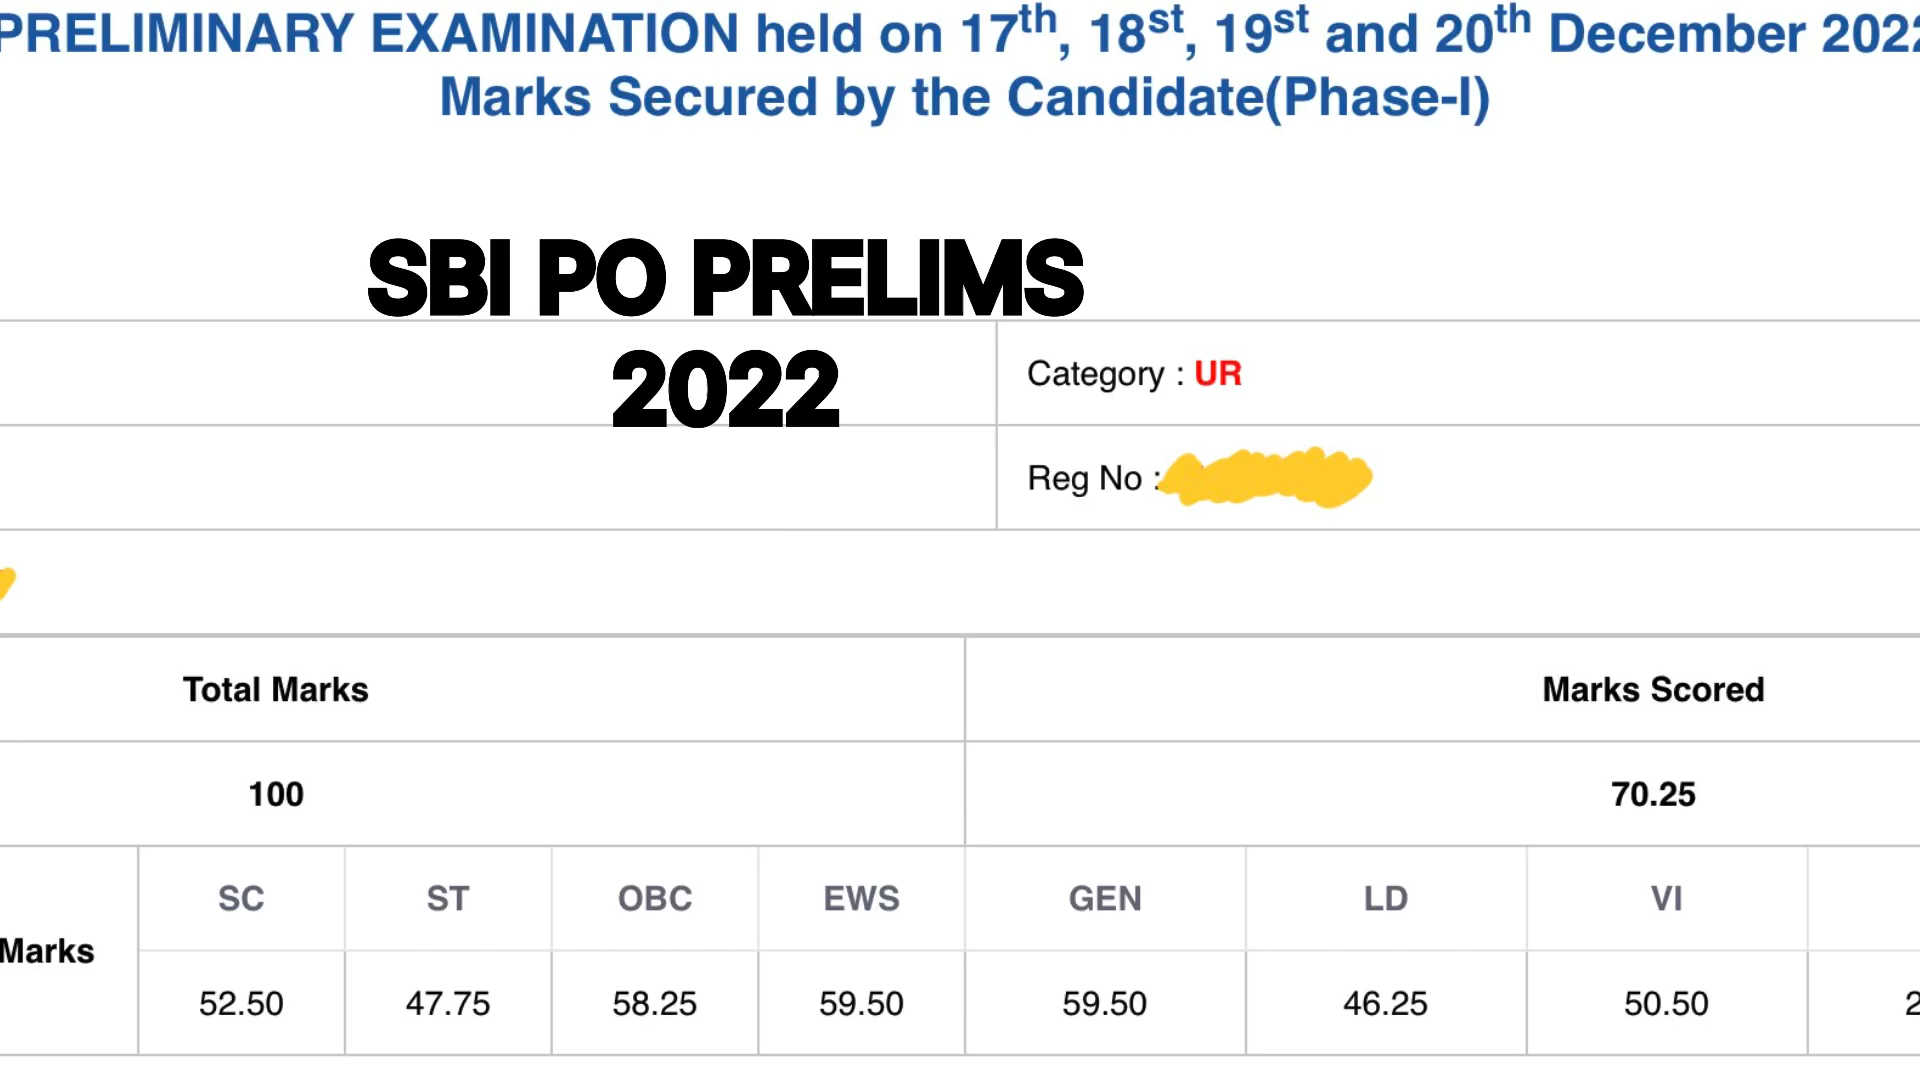 PRELIMINARY EXAMINATION held on 17th, 18st, 19st and 20th December 2022
Marks Secured by the Candidate(Phase-I)
SBI PO PRELIMS
2022
Category : UR
Reg No :
Total Marks Marks Scored
100 70.25
SC ST OBC EWS GEN LD VI
Marks
52.50 47.75 58.25 59.50 59.50 46.25 50.50